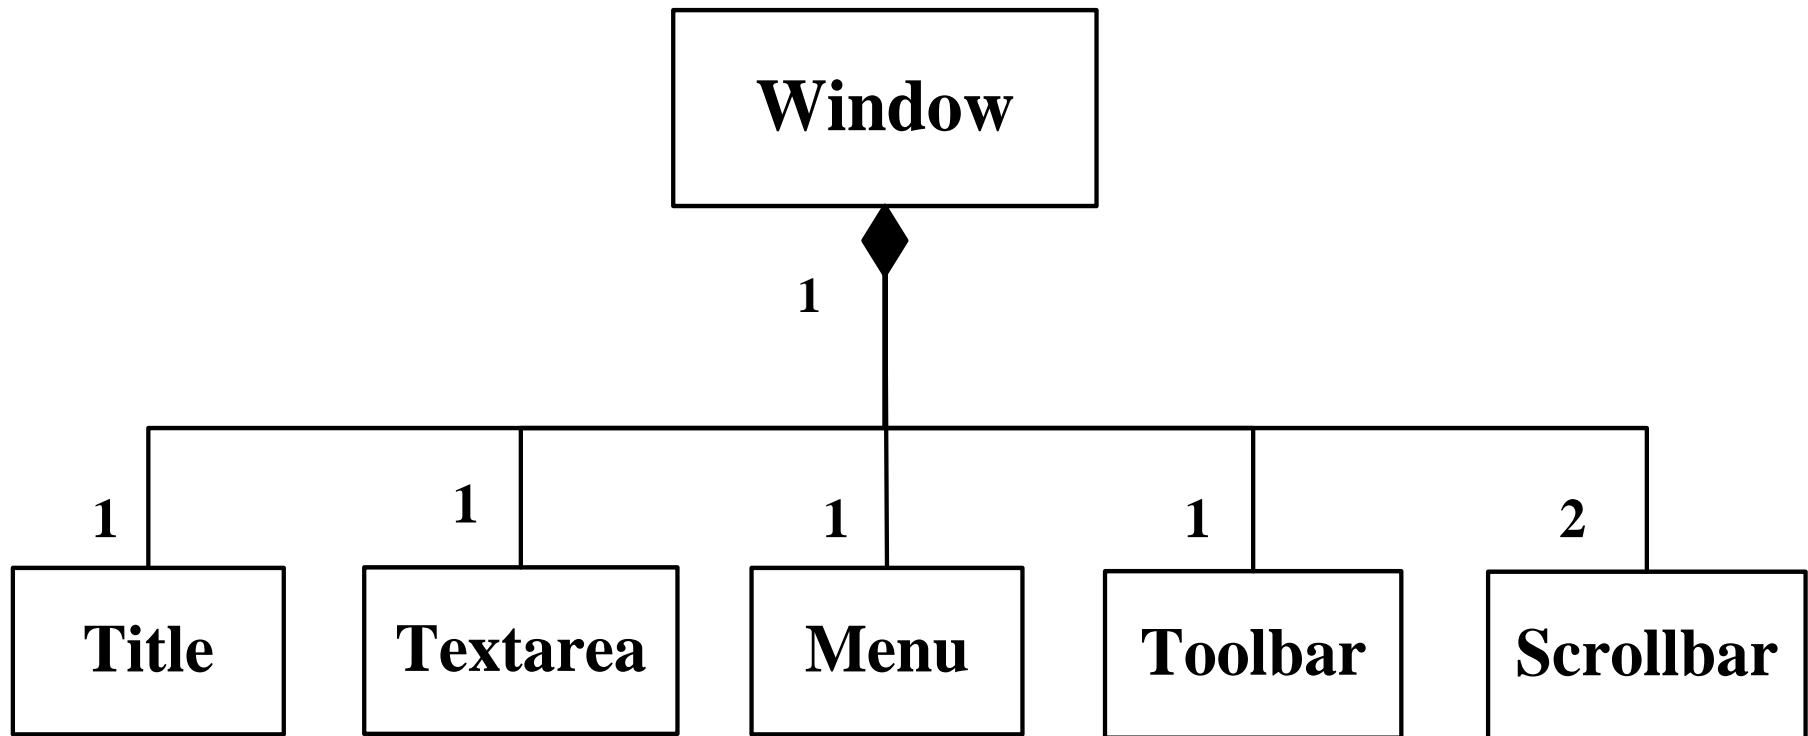 Window
1
1
1
1
1
2
Title
Textarea
Menu
Toolbar
Scrollbar